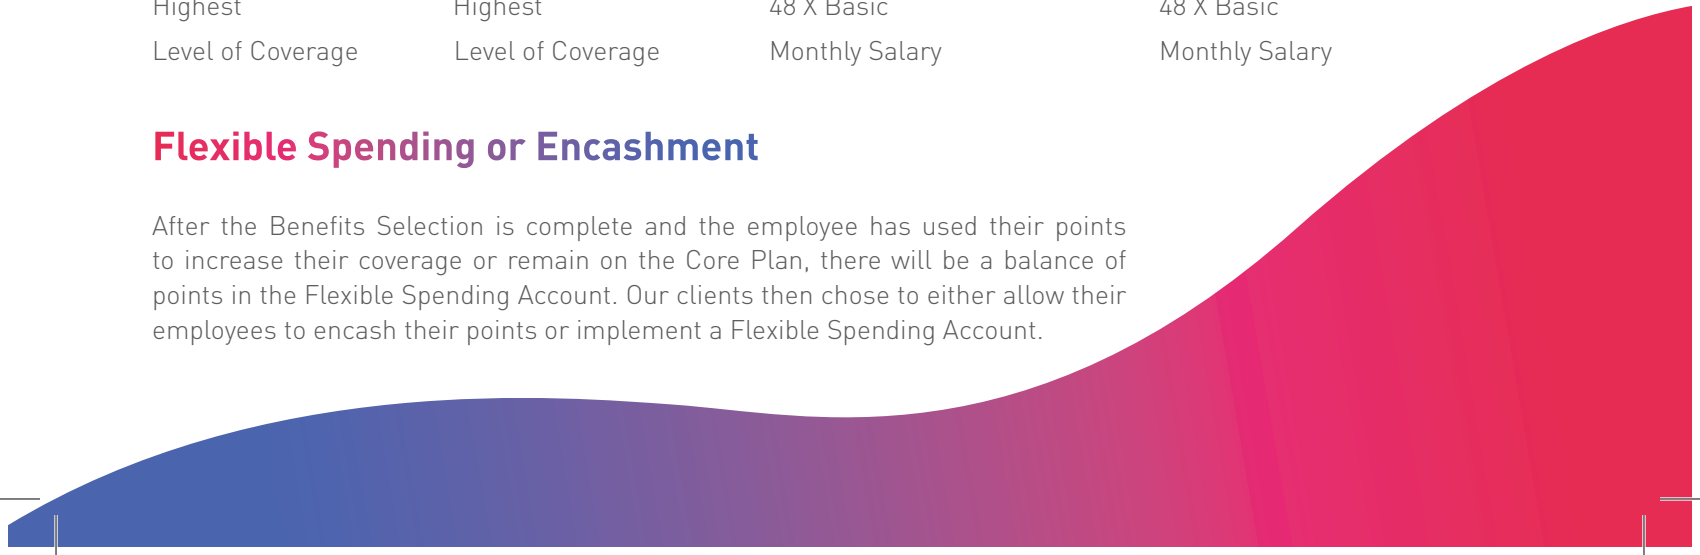 Highest Highest 48 X Basic 48 X Basic
Level of Coverage Level of Coverage Monthly Salary Monthly Salary
Flexible Spending or Encashment
After the Benefits Selection is complete and the employee has used their points
to increase their coverage or remain on the Core Plan, there will be a balance of
points in the Flexible Spending Account. Our clients then chose to either allow their
employees to encash their points or implement a Flexible Spending Account.